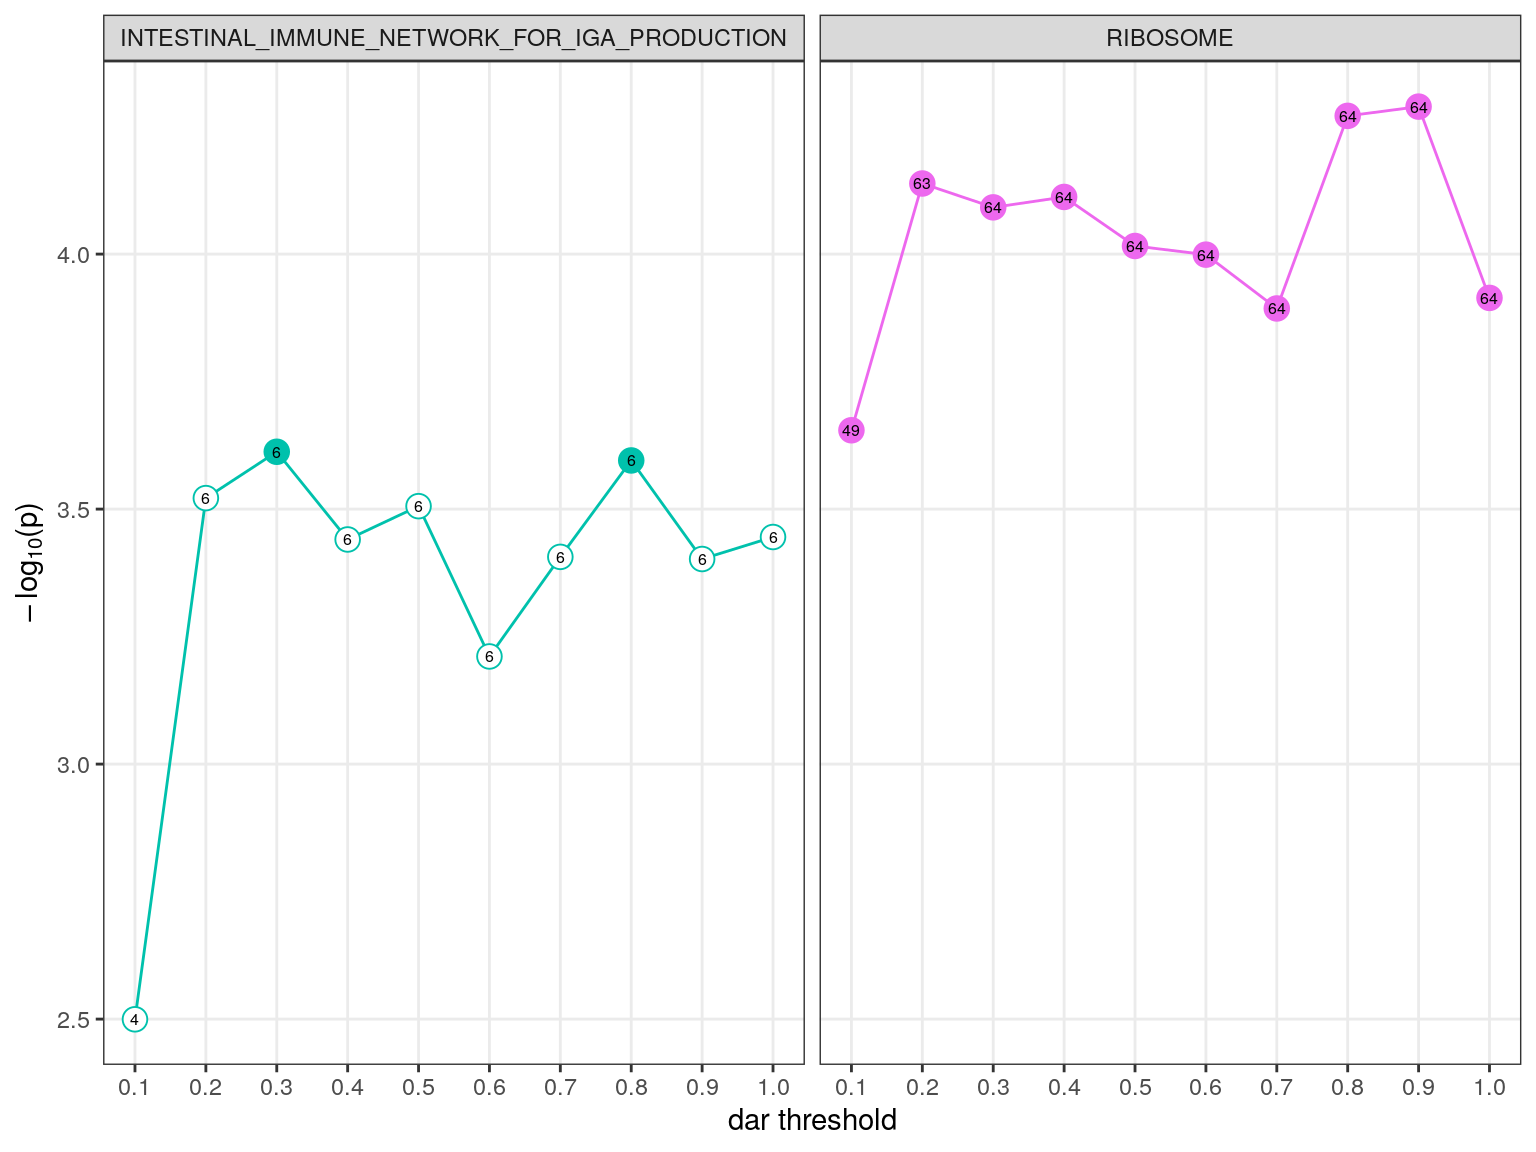 INTESTINAL_IMMUNE_NETWORK_FOR_IGA_PRODUCTION
RIBOSOME
−log₁₀(p)
4.0
3.5
3.0
2.5
4 6 6 6 6 6 6 6 6 6
49 63 64 64 64 64 64 64 64 64
0.1 0.2 0.3 0.4 0.5 0.6 0.7 0.8 0.9 1.0
0.1 0.2 0.3 0.4 0.5 0.6 0.7 0.8 0.9 1.0
dar threshold